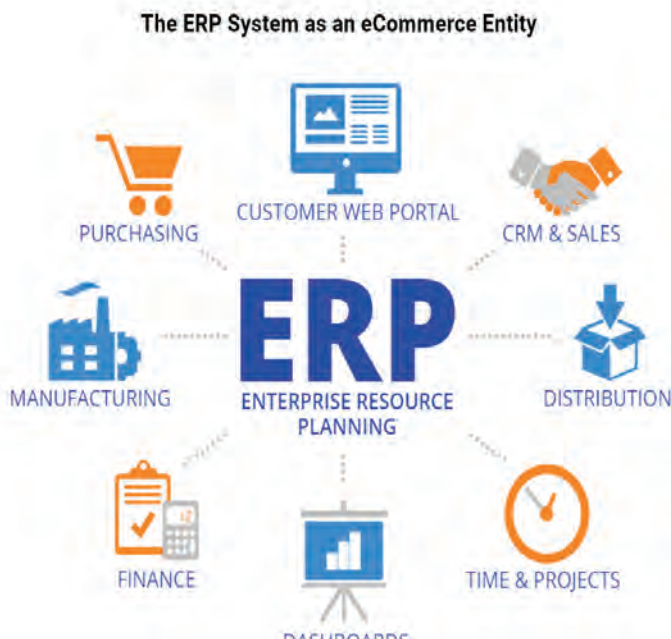 The ERP System as an eCommerce Entity
CUSTOMER WEB PORTAL
PURCHASING
CRM & SALES
ERP
ENTERPRISE RESOURCE
PLANNING
MANUFACTURING
DISTRIBUTION
FINANCE
TIME & PROJECTS
DASHBOARDS